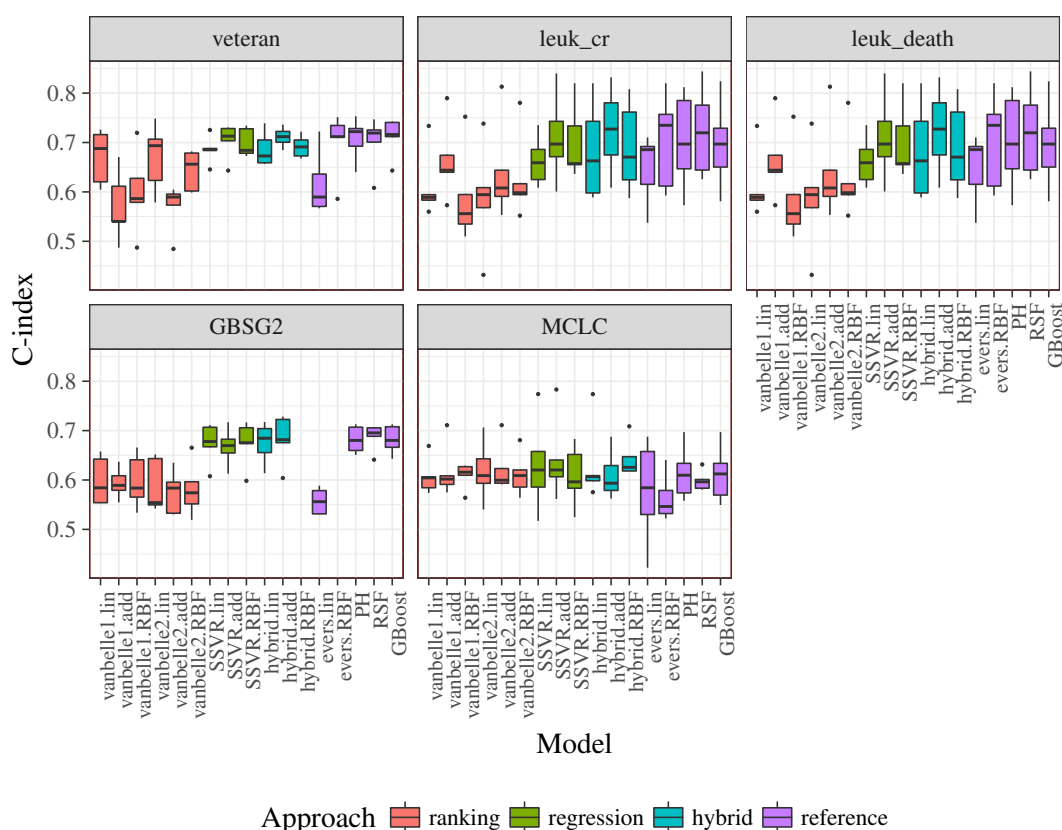 veteran
leuk_cr
leuk_death
0.8
0.7
0.6
0.5
C-index
GBSG2
MCLC
0.8
0.7
0.6
0.5
vanbelle1.lin
vanbelle1.add
vanbelle1.RBF
vanbelle2.lin
vanbelle2.add
vanbelle2.RBF
SSVR.lin
SSVR.add
SSVR.RBF
hybrid.lin
hybrid.add
hybrid.RBF
evers.lin
evers.RBF
PH
RSF
GBoost
vanbelle1.lin
vanbelle1.add
vanbelle1.RBF
vanbelle2.lin
vanbelle2.add
vanbelle2.RBF
SSVR.lin
SSVR.add
SSVR.RBF
hybrid.lin
hybrid.add
hybrid.RBF
evers.lin
evers.RBF
PH
RSF
GBoost
vanbelle1.lin
vanbelle1.add
vanbelle1.RBF
vanbelle2.lin
vanbelle2.add
vanbelle2.RBF
SSVR.lin
SSVR.add
SSVR.RBF
hybrid.lin
hybrid.add
hybrid.RBF
evers.lin
evers.RBF
PH
RSF
GBoost
Model
Approach ranking regression hybrid reference